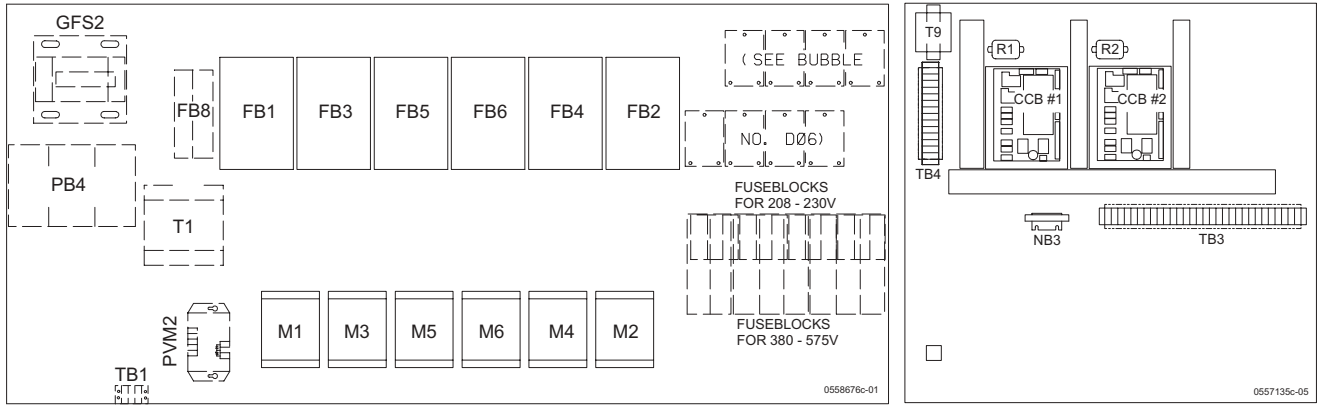 GFS2
FB8
FB1
FB3
FB5
FB6
FB4
FB2
( SEE BUBBLE
NO. DØ6)
PB4
T1
FUSEBLOCKS
FOR 208 - 230V
PVM2
M1
M3
M5
M6
M4
M2
FUSEBLOCKS
FOR 380 - 575V
TB1
0558676c-01
T9
R1
R2
CCB #1
CCB #2
TB4
NB3
TB3
0557135c-05